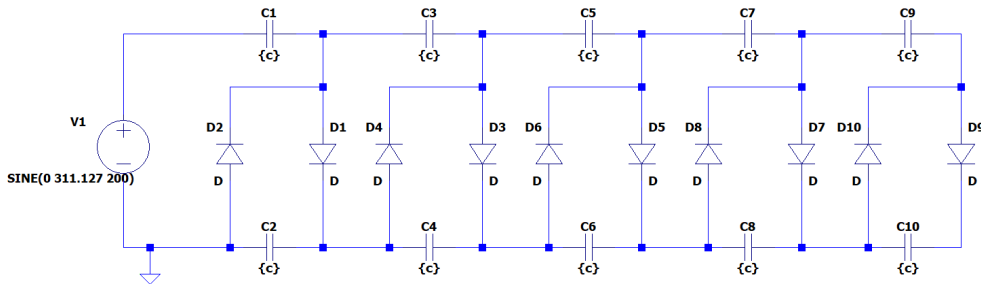 C1 C3 C5 C7 C9
{c} {c} {c} {c} {c}
V1 D2 D1 D4 D3 D6 D5 D8 D7 D10 D9
SINE(0 311.127 200) D D D D D D D D D D
C2 C4 C6 C8 C10
{c} {c} {c} {c} {c}